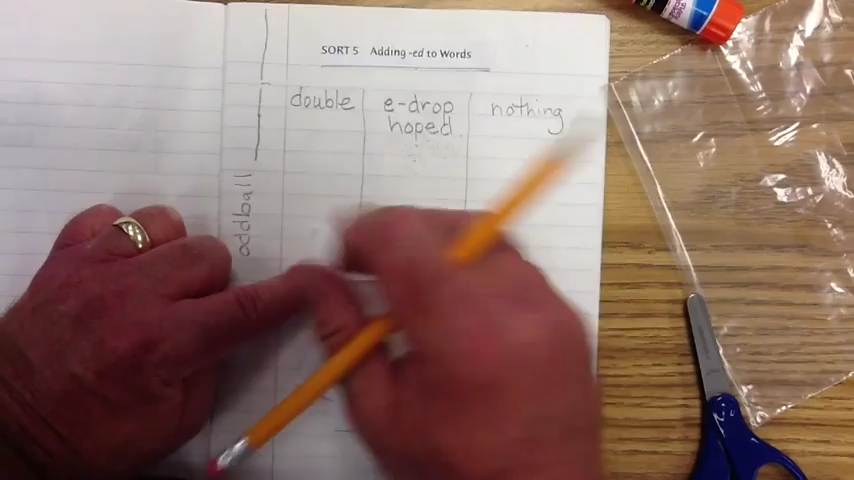 SORT 5 Adding -ed to Words
double
e-drop
hoped
nothing
oddball